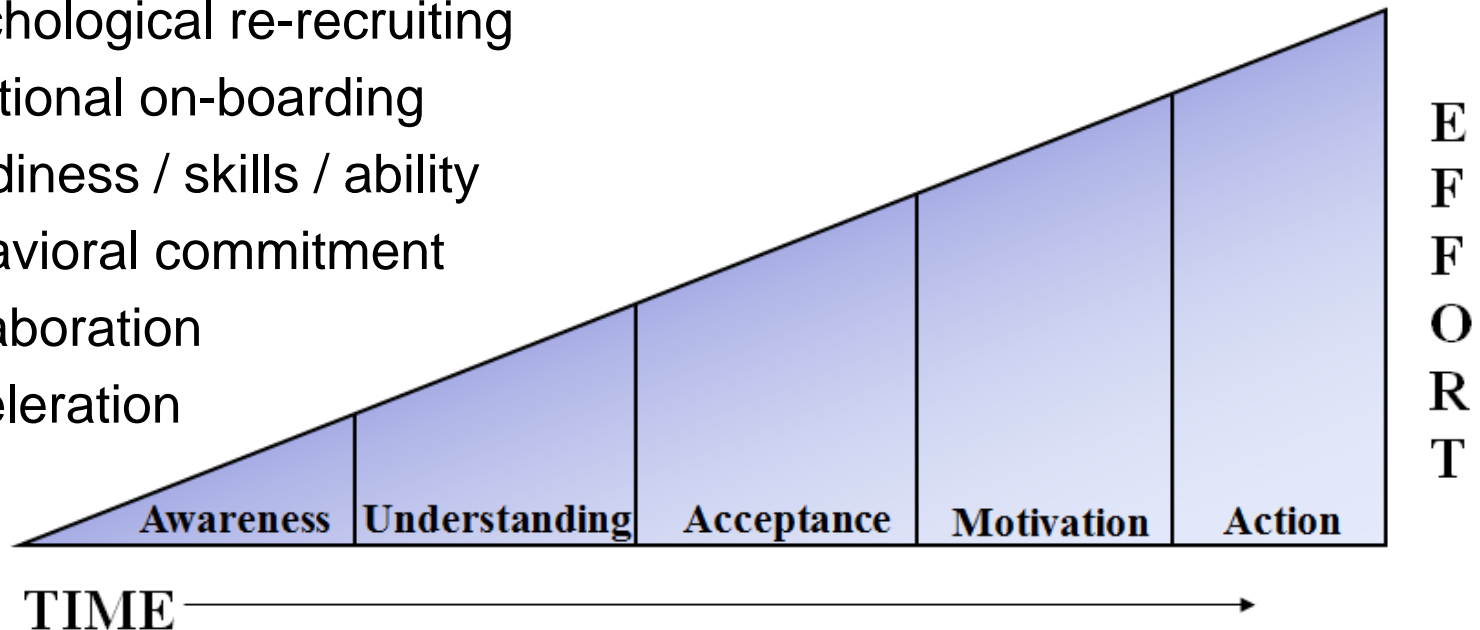 chological re-recruiting
tional on-boarding
diness / skills / ability
avioral commitment
aboration
eleration
Awareness Understanding Acceptance Motivation Action
EFFORT
TIME